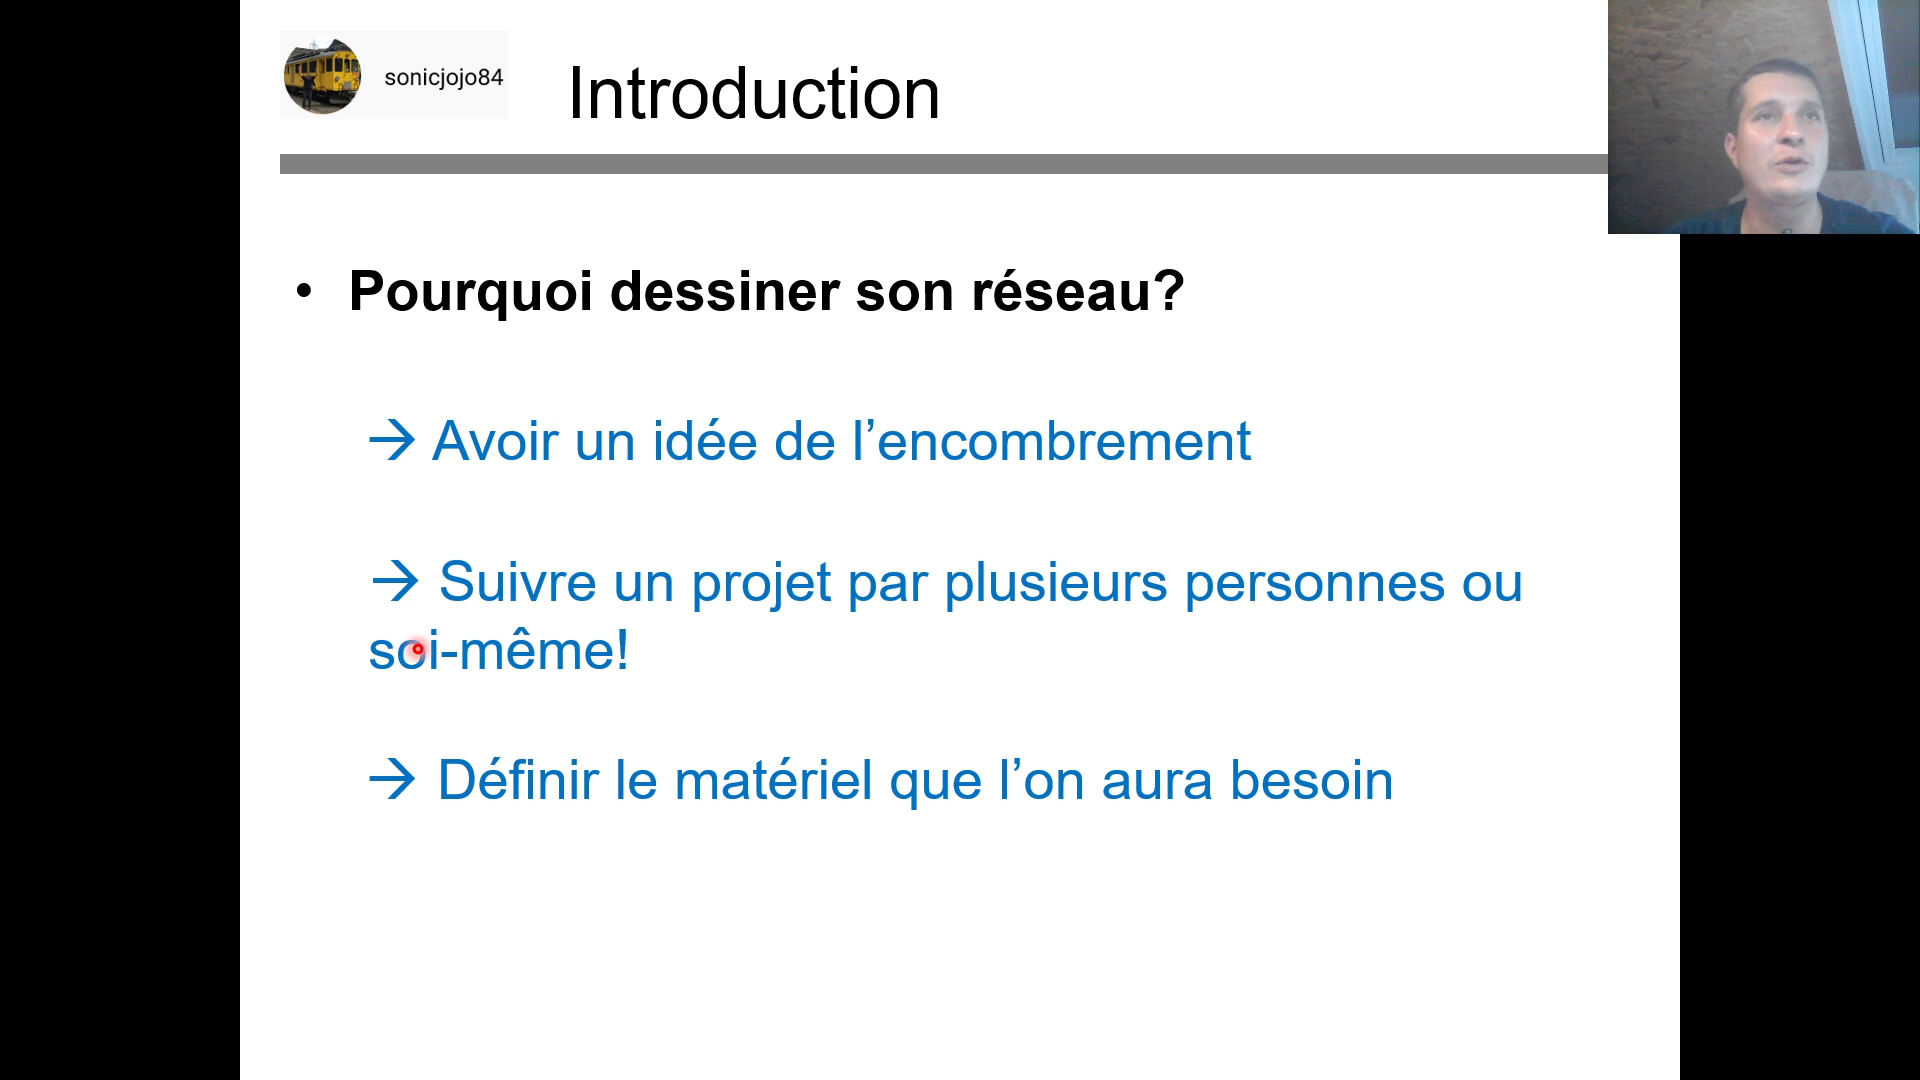 sonicjojo84
Introduction
• Pourquoi dessiner son réseau?
→ Avoir un idée de l’encombrement
→ Suivre un projet par plusieurs personnes ou
soi-même!
→ Définir le matériel que l’on aura besoin